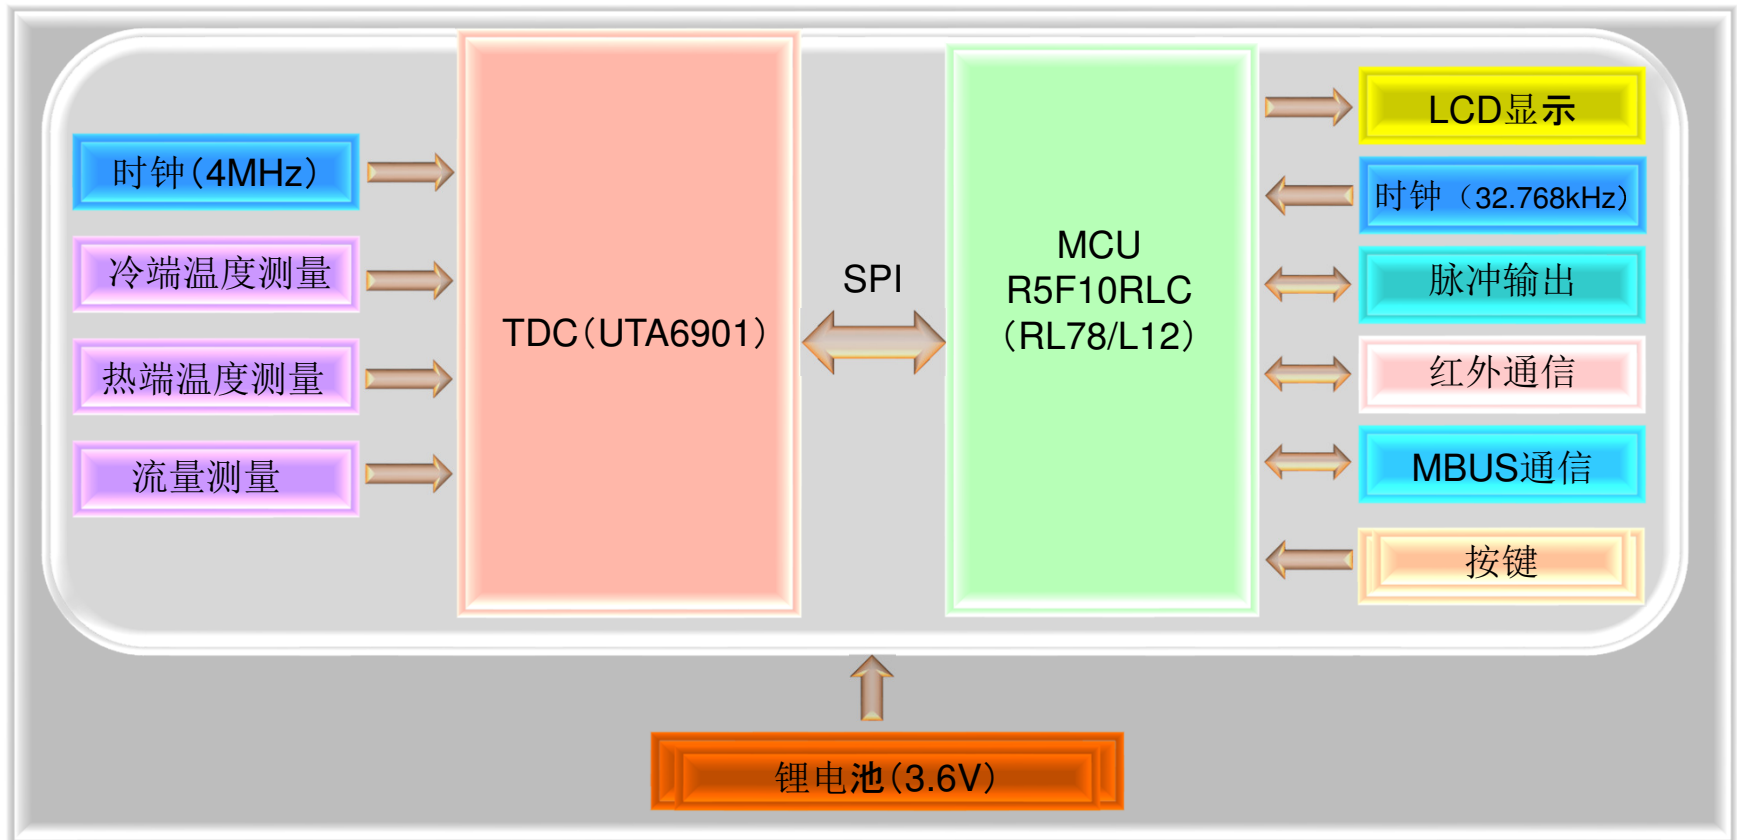 时钟(4MHz)
冷端温度测量
热端温度测量
流量测量
TDC(UTA6901)
SPI
MCU
R5F10RLC
(RL78/L12)
LCD显示
时钟（32.768kHz）
脉冲输出
红外通信
MBUS通信
按键
锂电池(3.6V)